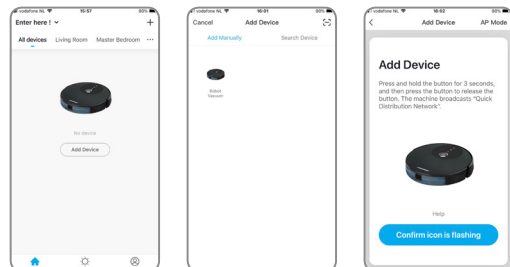 vodafone NL 15:57 93%
Enter here !
All devices Living Room Master Bedroom ...
No device
Add Device
vodafone NL 16:01
Cancel Add Device
Add Manually Search Device
Robot
Vacuum
vodafone NL 16:02
Add Device AP Mode
Add Device
Press and hold the button for 3 seconds,
and then press the button to release the
button. The machine broadcasts "Quick
Distribution Network".
Help
Confirm icon is flashing